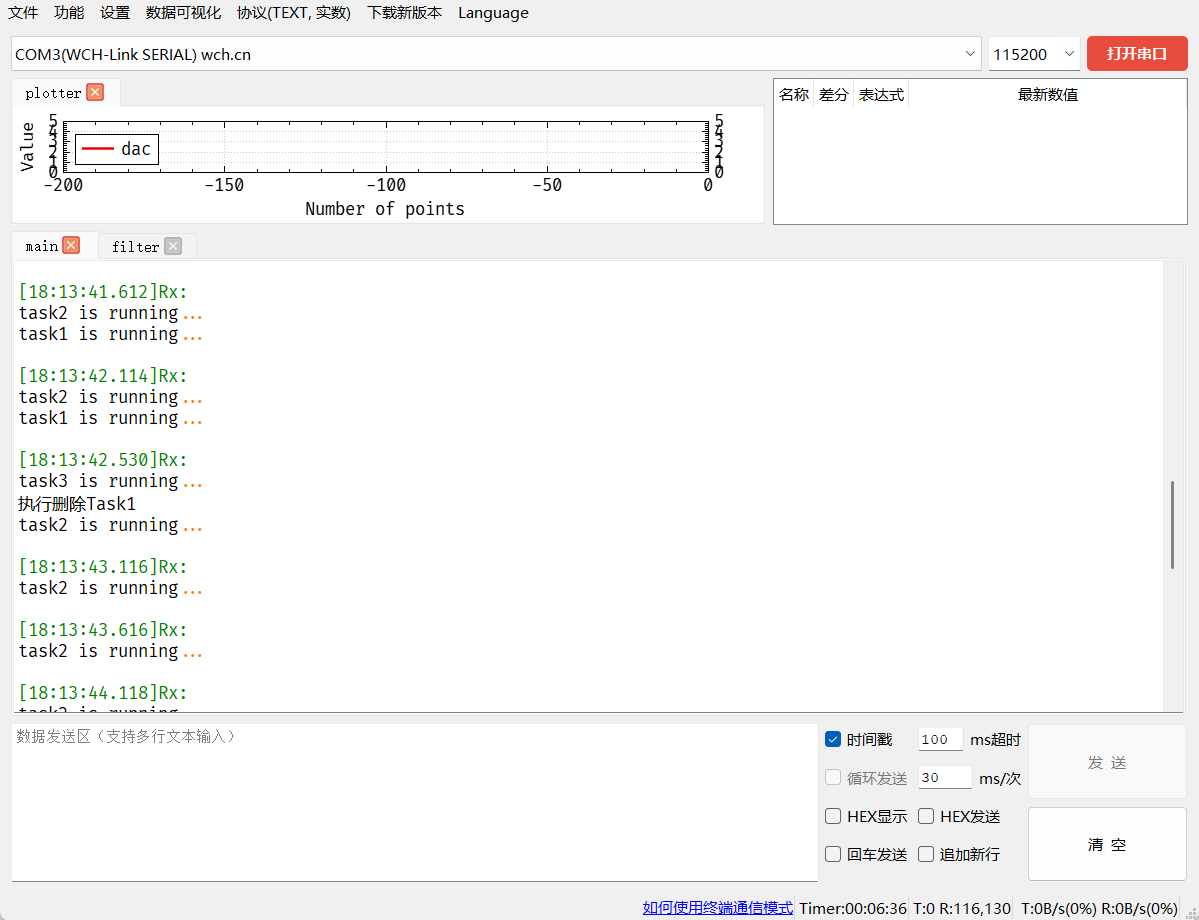 文件 功能 设置 数据可视化 协议(TEXT, 实数) 下载新版本 Language
COM3(WCH-Link SERIAL) wch.cn 115200 打开串口
plotter
名称 差分 表达式 最新数值
Value
5 4 3 2 1 0
dac
5 4 3 2 1 0
-200 -150 -100 -50 0
Number of points
main filter
[18:13:41.612]Rx:
task2 is running...
task1 is running...
[18:13:42.114]Rx:
task2 is running...
task1 is running...
[18:13:42.530]Rx:
task3 is running...
执行删除Task1
task2 is running...
[18:13:43.116]Rx:
task2 is running...
[18:13:43.616]Rx:
task2 is running...
[18:13:44.118]Rx:
task2 is running
数据发送区（支持多行文本输入）
时间戳 100 ms超时
循环发送 30 ms/次
发 送
HEX显示 HEX发送
回车发送 追加新行
清 空
如何使用终端通信模式 Timer:00:06:36 T:0 R:116,130 T:0B/s(0%) R:0B/s(0%)